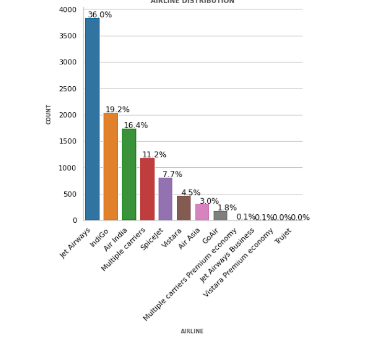 AIRLINE DISTRIBUTION
4000
3500
3000
2500
2000
1500
1000
500
0
COUNT
36.0%
19.2%
16.4%
11.2%
7.7%
4.5%
3.0%
1.8%
0.1%
0.1%
0.0%
0.0%
Jet Airways
IndiGo
Air India
Multiple carriers
SpiceJet
Vistara
Air Asia
GoAir
Multiple carriers Premium economy
Jet Airways Business
Vistara Premium economy
Trujet
AIRLINE